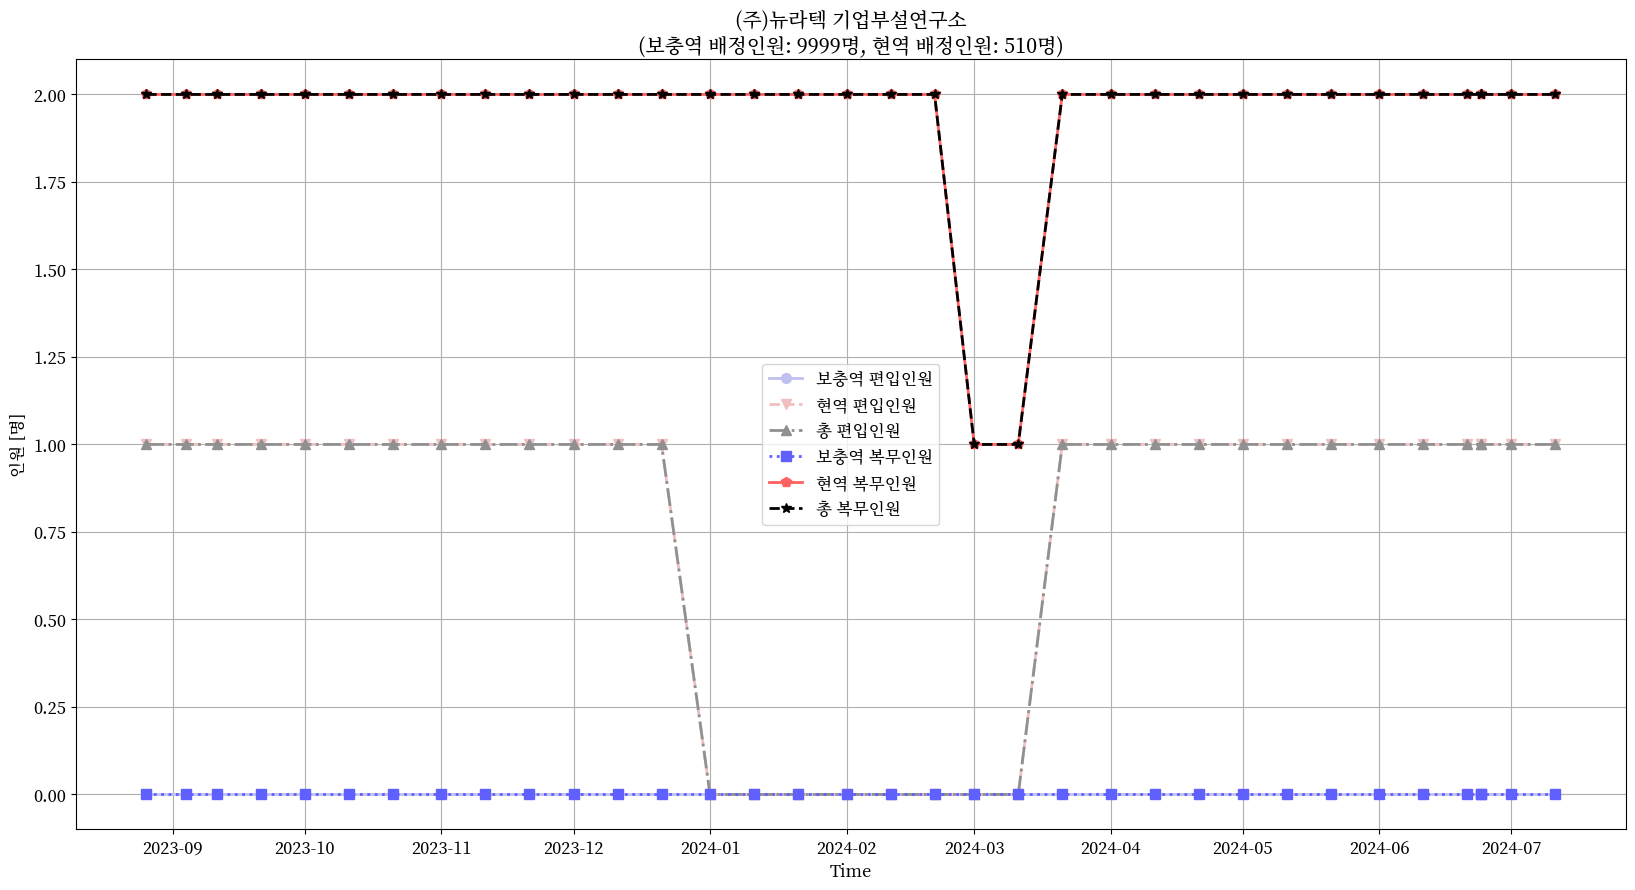 (주)뉴라텍 기업부설연구소
(보충역 배정인원: 9999명, 현역 배정인원: 510명)
인원 [명]
2.00
1.75
1.50
1.25
1.00
0.75
0.50
0.25
0.00
보충역 편입인원
현역 편입인원
총 편입인원
보충역 복무인원
현역 복무인원
총 복무인원
2023-09
2023-10
2023-11
2023-12
2024-01
2024-02
2024-03
2024-04
2024-05
2024-06
2024-07
Time